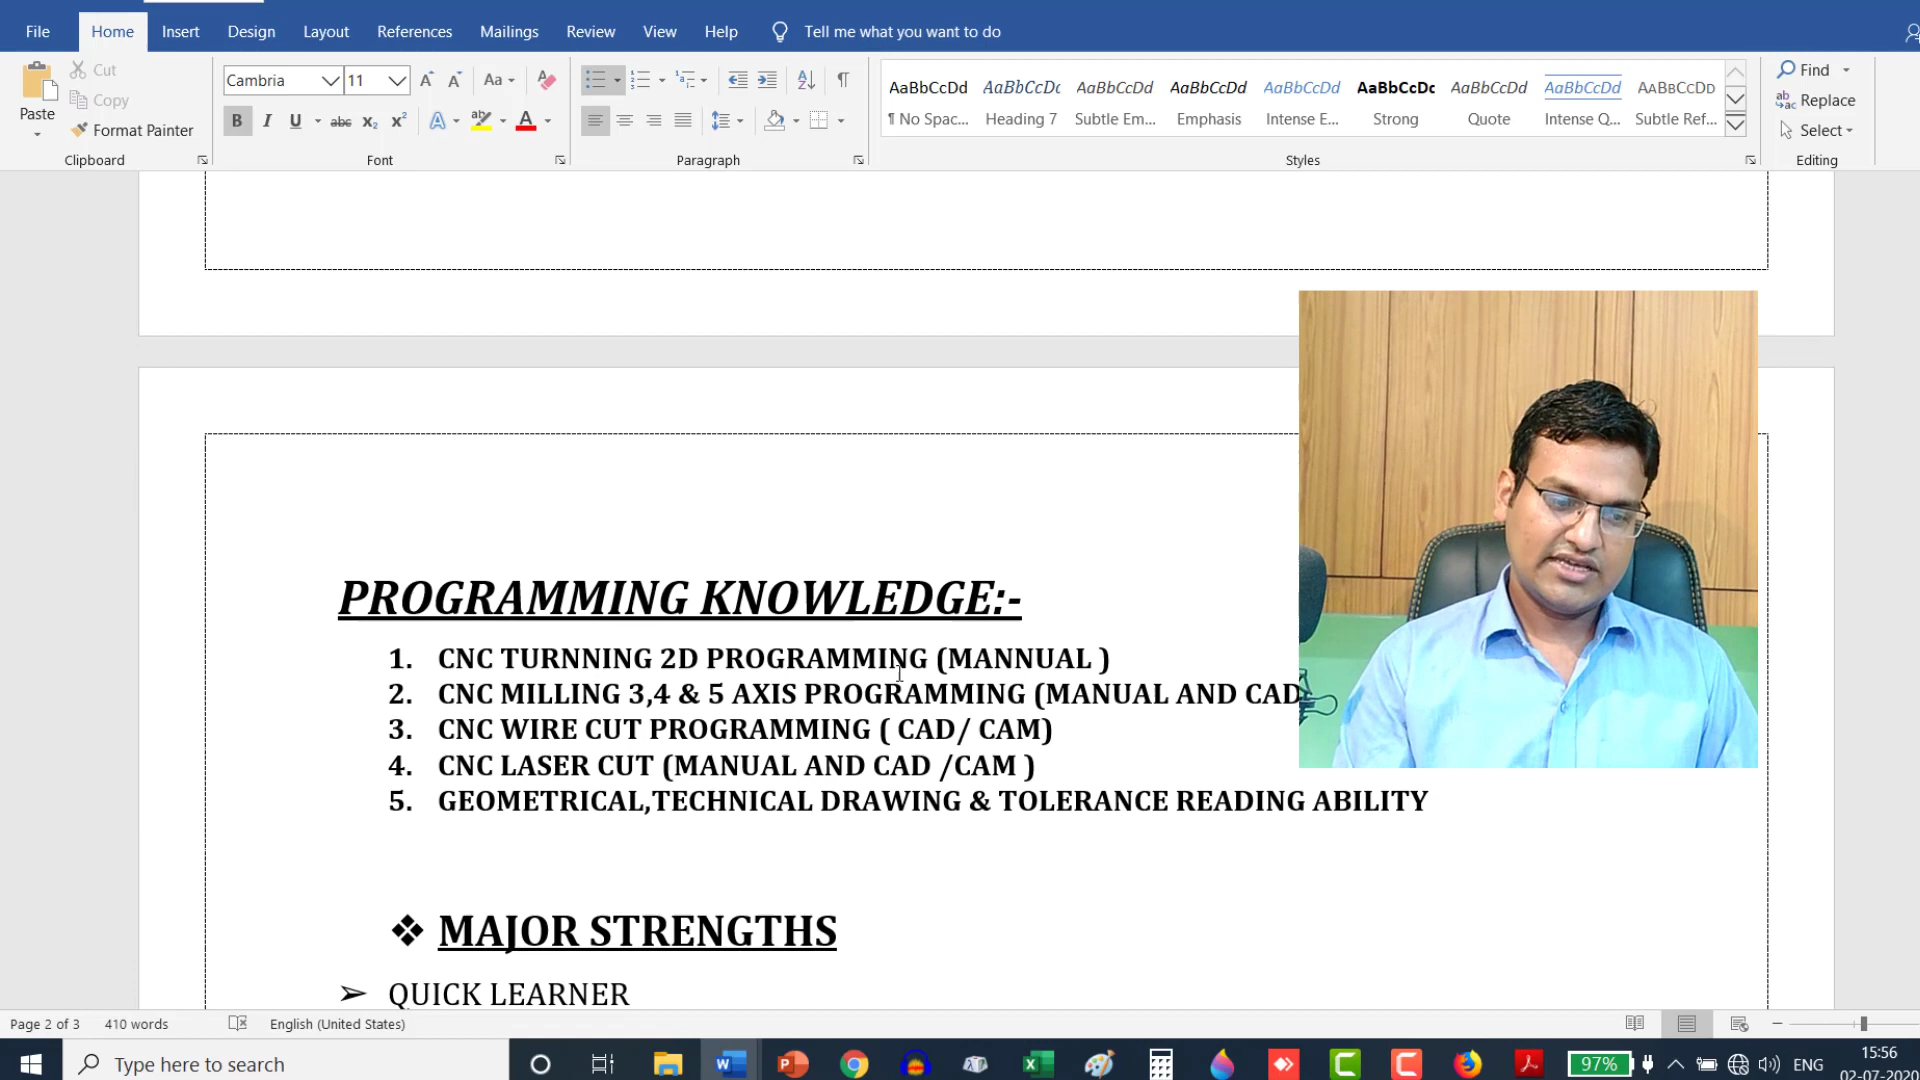 File Home Insert Design Layout References Mailings Review View Help Tell me what you want to do
Paste
Cut
Copy
Format Painter
Clipboard
Cambria 11
Font
Paragraph
AaBbCcDd AaBbCcDc AaBbCcDd AaBbCcDd AaBbCcDd AaBbCcDc AaBbCcDd AaBbCcDd AaBbCcDd
¶ No Spac... Heading 7 Subtle Em... Emphasis Intense E... Strong Quote Intense Q... Subtle Ref...
Styles
Find
Replace
Select
Editing
PROGRAMMING KNOWLEDGE:-
1. CNC TURNNING 2D PROGRAMMING (MANNUAL )
2. CNC MILLING 3,4 & 5 AXIS PROGRAMMING (MANUAL AND CAD
3. CNC WIRE CUT PROGRAMMING ( CAD/ CAM)
4. CNC LASER CUT (MANUAL AND CAD /CAM )
5. GEOMETRICAL,TECHNICAL DRAWING & TOLERANCE READING ABILITY
❖ MAJOR STRENGTHS
➢ QUICK LEARNER
Page 2 of 3 410 words English (United States)
Type here to search
97% ENG
15:56
02-07-2020